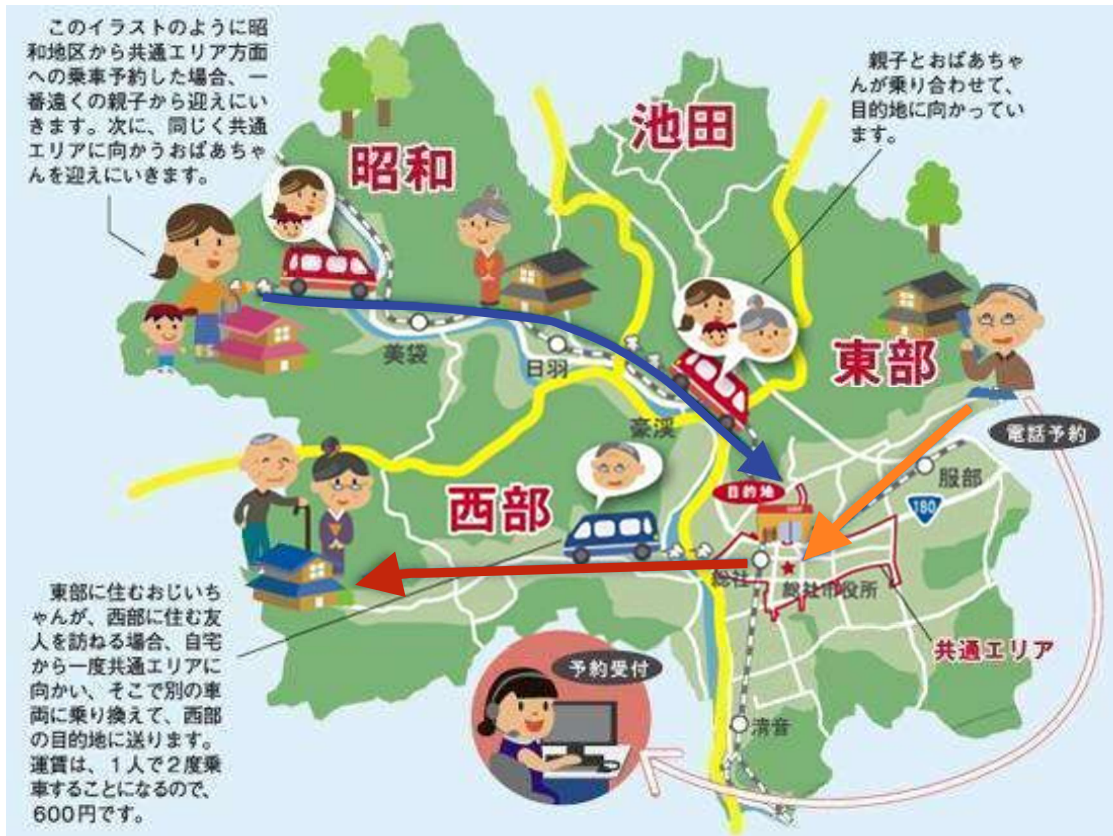 このイラストのように昭
和地区から共通エリア方面
への乗車予約した場合、一
番遠くの親子から迎えにい
きます。次に、同じく共通
エリアに向かうおばあちゃ
んを迎えにいきます。
親子とおばあちゃ
んが乗り合わせて、
目的地に向かってい
ます。
池田
昭和
東部
美袋
日羽
豪渓
電話予約
服部
180
目的地
西部
総社
総社市役所
共通エリア
予約受付
清音
東部に住むおじいち
ゃんが、西部に住む友
人を訪ねる場合、自宅
から一度共通エリアに
向かい、そこで別の車
両に乗り換えて、西部
の目的地に送ります。
運賃は、1人で2度乗
車することになるので、
600円です。